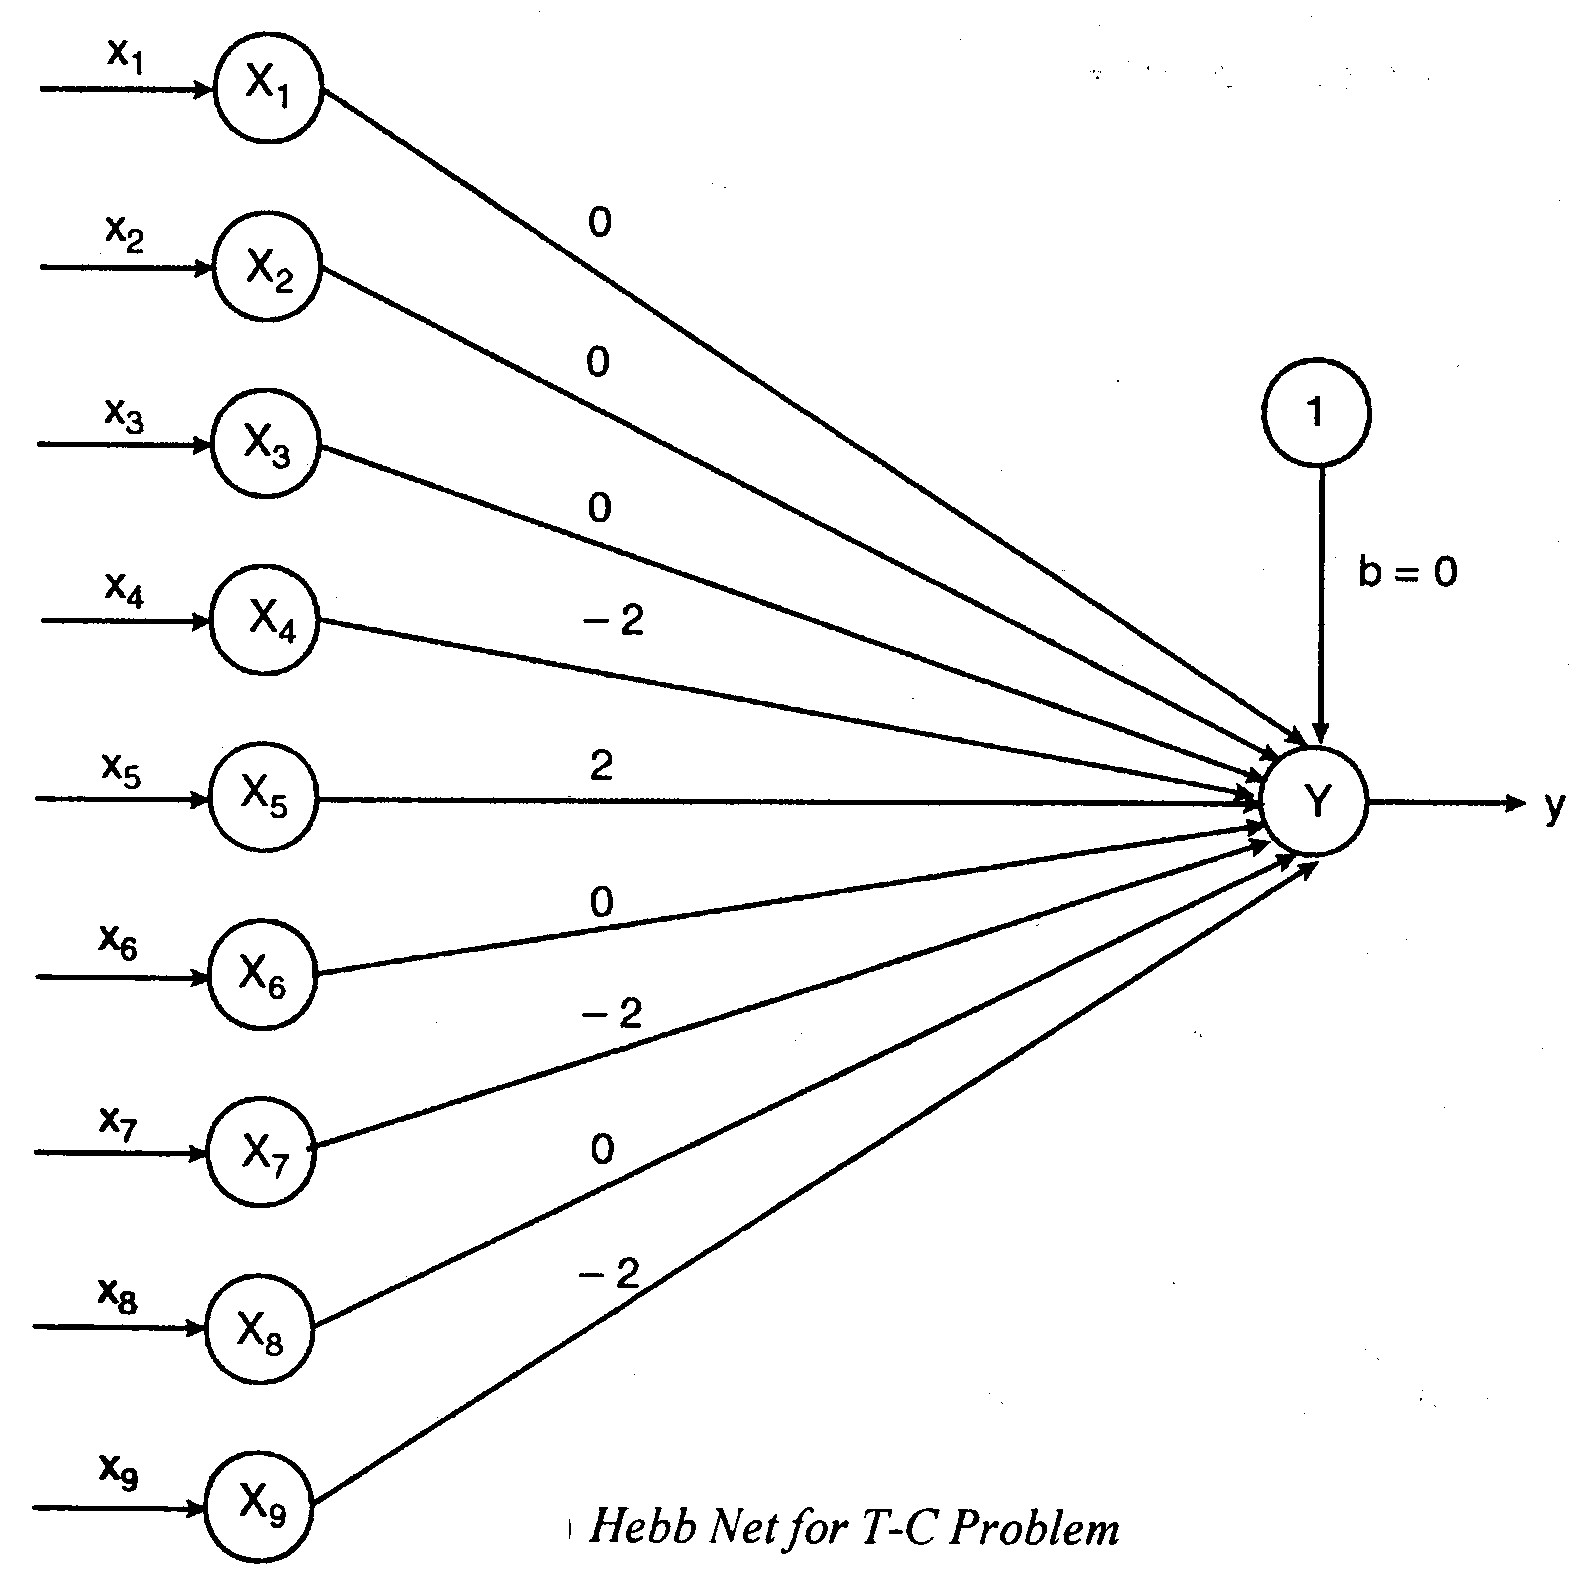 x₁
X₁
0
x₂
X₂
0
x₃
X₃
0
1
x₄
X₄
– 2
b = 0
x₅
X₅
2
Y
y
x₆
X₆
0
x₇
X₇
– 2
x₈
X₈
0
x₉
X₉
– 2
Hebb Net for T-C Problem